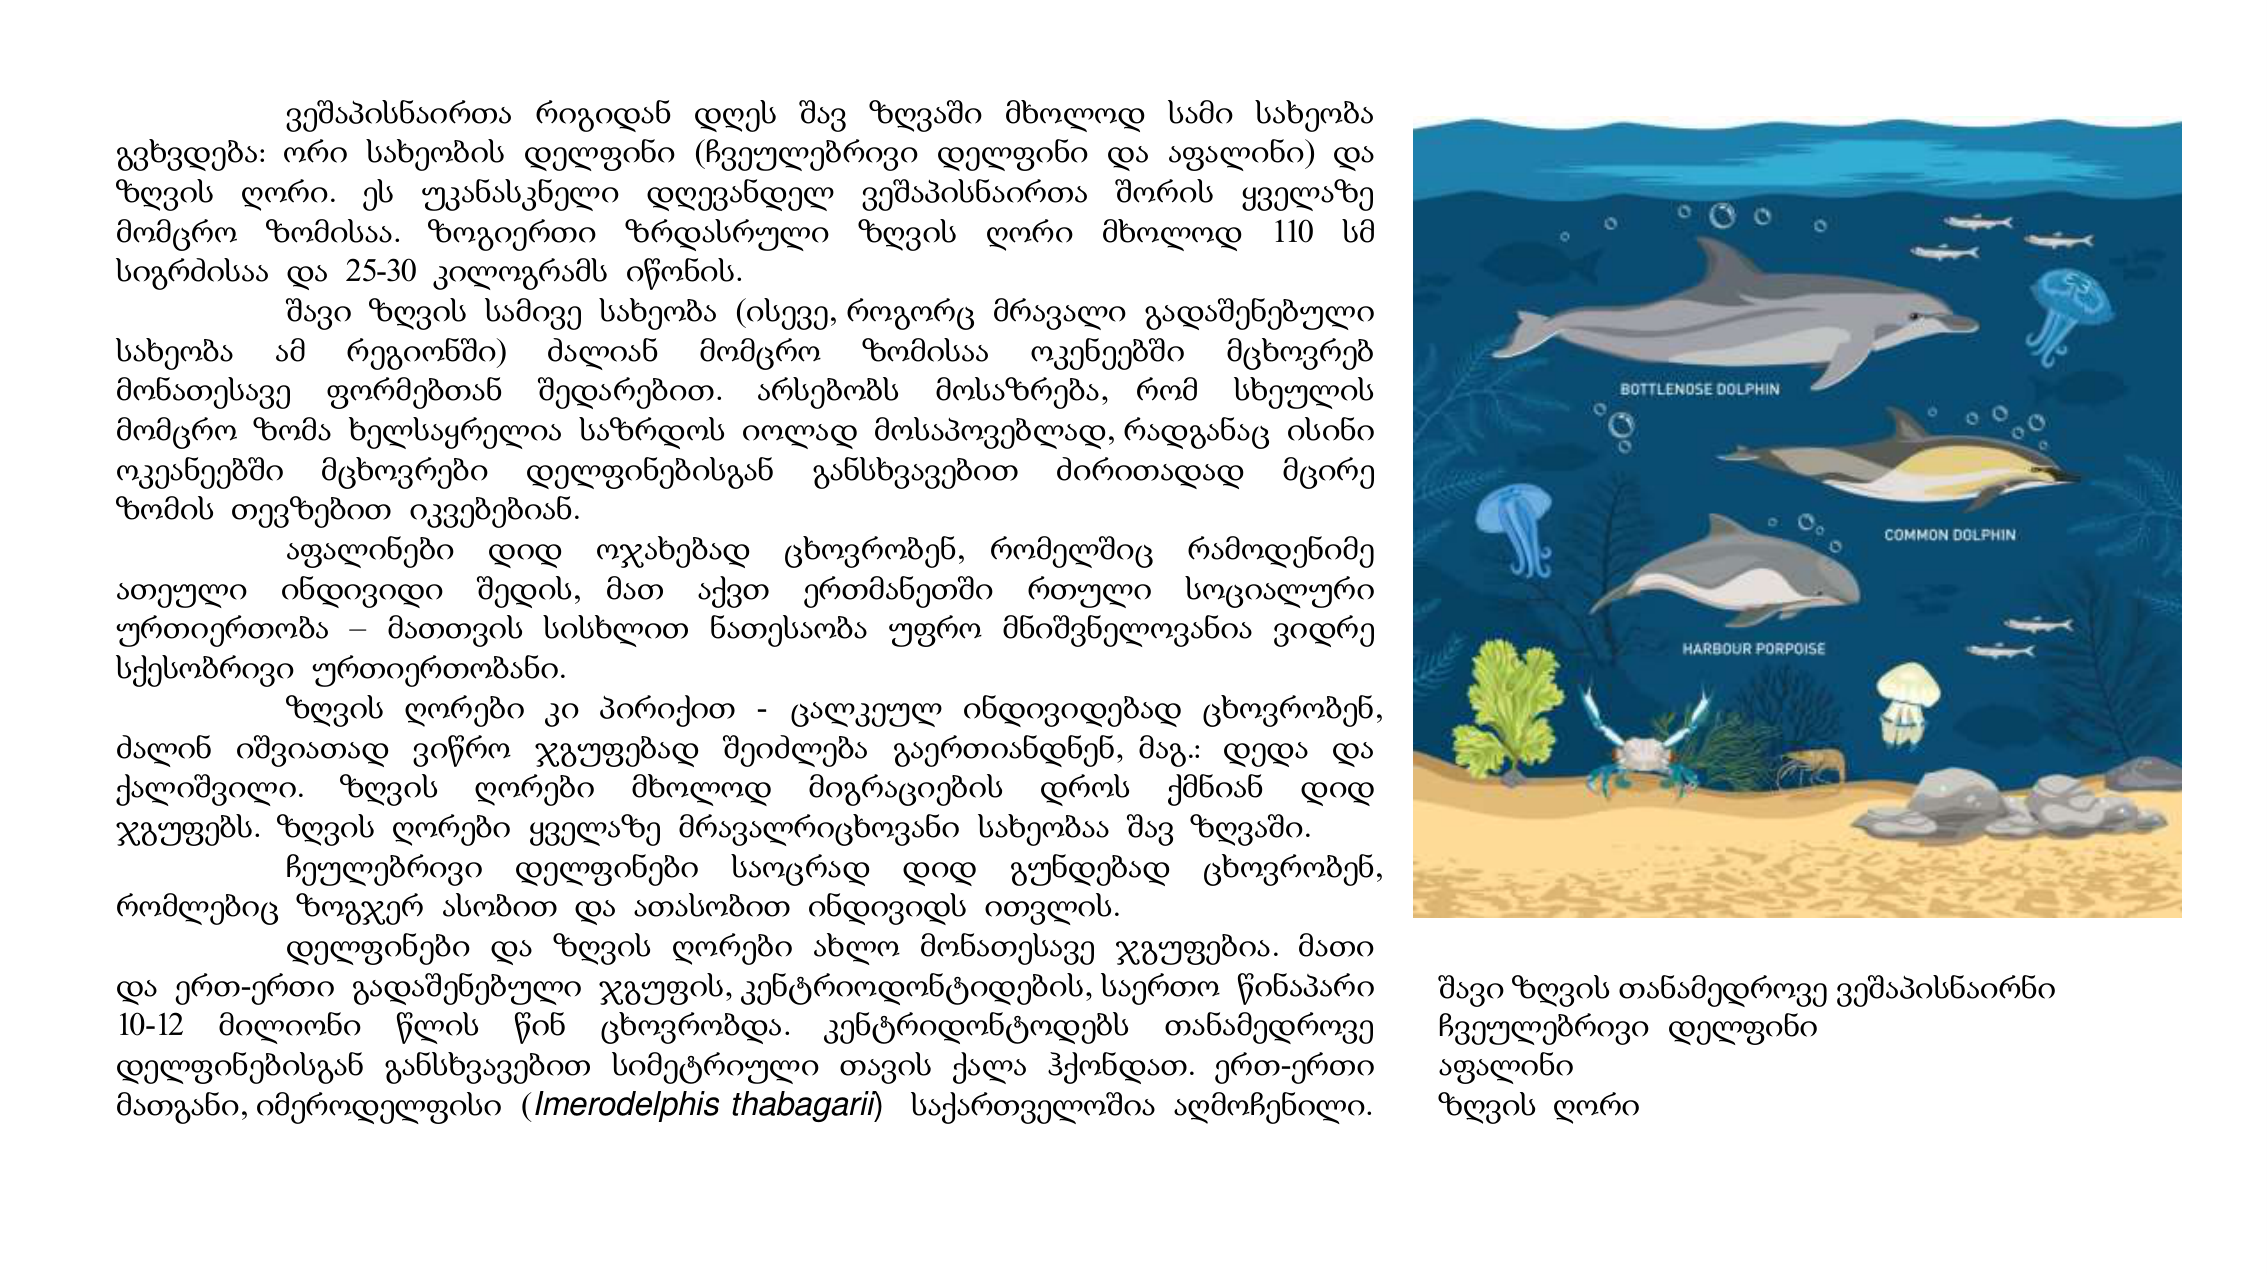 ვეშაპისნაირთა რიგიდან დღეს შავ ზღვაში მხოლოდ სამი სახეობა
გვხვდება: ორი სახეობის დელფინი (ჩვეულებრივი დელფინი და აფალინი) და
ზღვის ღორი. ეს უკანასკნელი დღევანდელ ვეშაპისნაირთა შორის ყველაზე
მომცრო ზომისაა. ზოგიერთი ზრდასრული ზღვის ღორი მხოლოდ 110 სმ
სიგრძისაა და 25-30 კილოგრამს იწონის.
შავი ზღვის სამივე სახეობა (ისევე, როგორც მრავალი გადაშენებული
სახეობა ამ რეგიონში) ძალიან მომცრო ზომისაა ოკენეებში მცხოვრებ
მონათესავე ფორმებთან შედარებით. არსებობს მოსაზრება, რომ სხეულის
მომცრო ზომა ხელსაყრელია საზრდოს იოლად მოსაპოვებლად, რადგანაც ისინი
ოკეანეებში მცხოვრები დელფინებისგან განსხვავებით ძირითადად მცირე
ზომის თევზებით იკვებებიან.
აფალინები დიდ ოჯახებად ცხოვრობენ, რომელშიც რამოდენიმე
ათეული ინდივიდი შედის, მათ აქვთ ერთმანეთში რთული სოციალური
ურთიერთობა – მათთვის სისხლით ნათესაობა უფრო მნიშვნელოვანია ვიდრე
სქესობრივი ურთიერთობანი.
ზღვის ღორები კი პირიქით - ცალკეულ ინდივიდებად ცხოვრობენ,
ძალინ იშვიათად ვიწრო ჯგუფებად შეიძლება გაერთიანდნენ, მაგ.: დედა და
ქალიშვილი. ზღვის ღორები მხოლოდ მიგრაციების დროს ქმნიან დიდ
ჯგუფებს. ზღვის ღორები ყველაზე მრავალრიცხოვანი სახეობაა შავ ზღვაში.
ჩეულებრივი დელფინები საოცრად დიდ გუნდებად ცხოვრობენ,
რომლებიც ზოგჯერ ასობით და ათასობით ინდივიდს ითვლის.
დელფინები და ზღვის ღორები ახლო მონათესავე ჯგუფებია. მათი
და ერთ-ერთი გადაშენებული ჯგუფის, კენტრიოდონტიდების, საერთო წინაპარი
10-12 მილიონი წლის წინ ცხოვრობდა. კენტრიდონტოდებს თანამედროვე
დელფინებისგან განსხვავებით სიმეტრიული თავის ქალა ჰქონდათ. ერთ-ერთი
მათგანი, იმეროდელფისი (Imerodelphis thabagarii) საქართველოშია აღმოჩენილი.
BOTTLENOSE DOLPHIN
COMMON DOLPHIN
HARBOUR PORPOISE
შავი ზღვის თანამედროვე ვეშაპისნაირნი
ჩვეულებრივი დელფინი
აფალინი
ზღვის ღორი